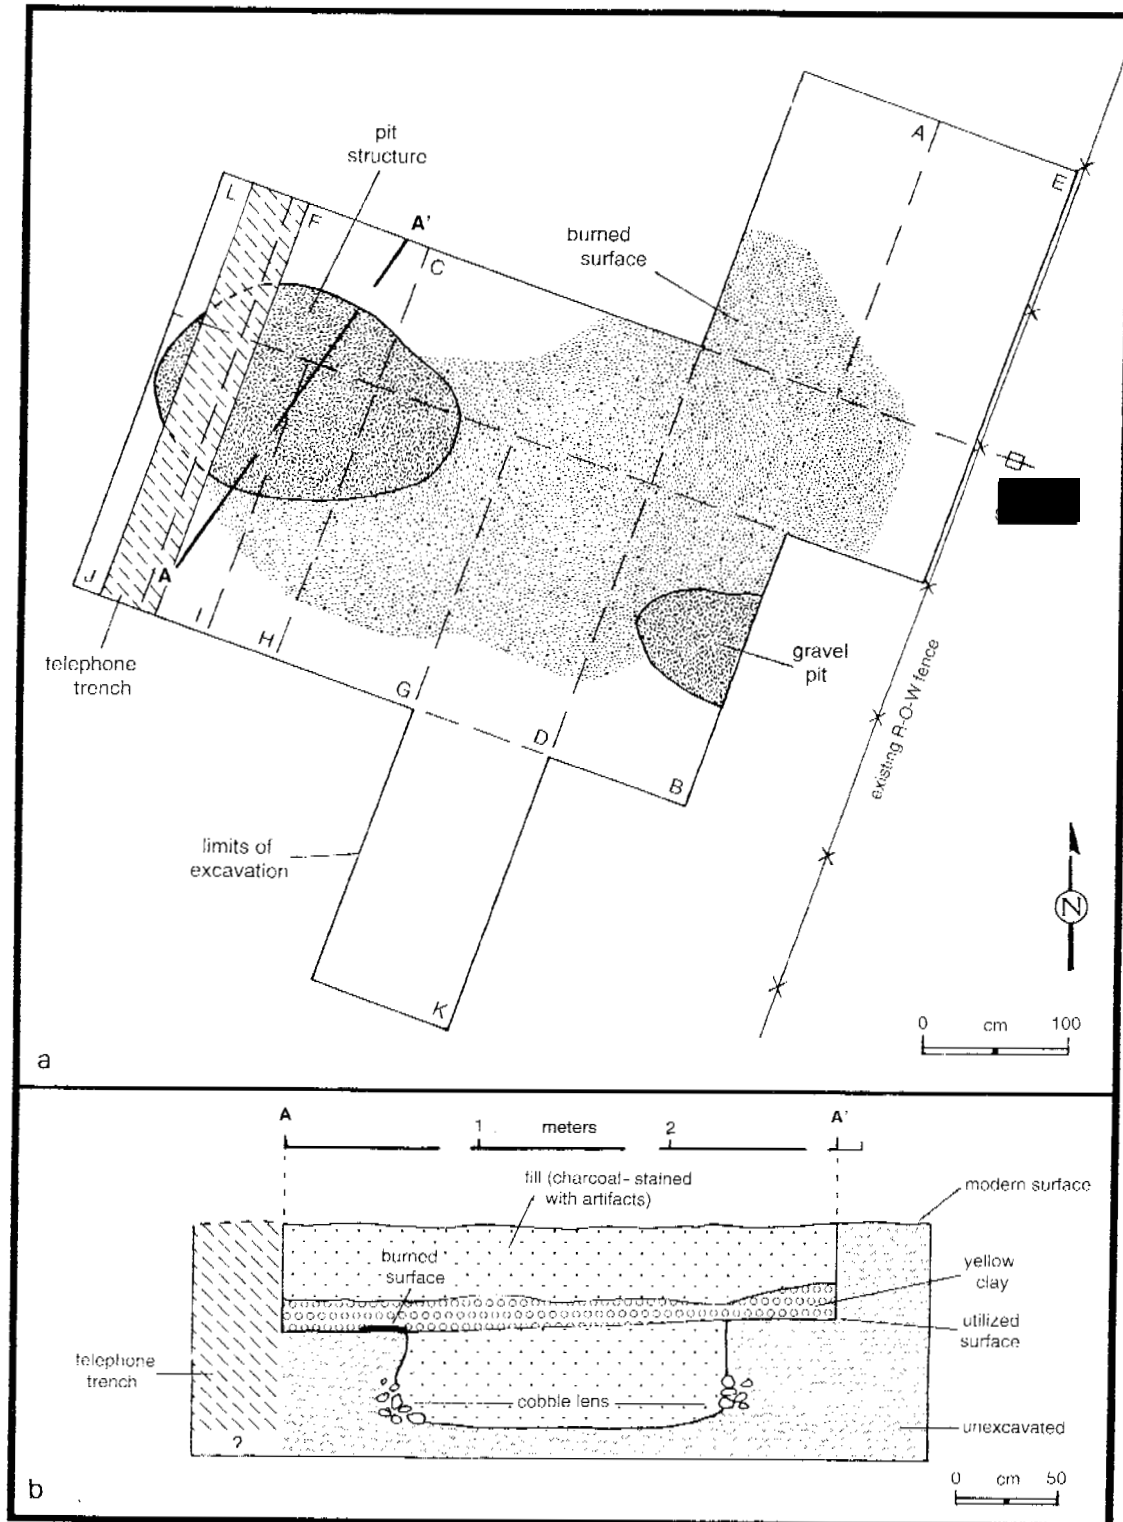 pit
structure
A
E
L
F
A'
C
burned
surface
A
J
I
H
telephone
trench
G
D
B
gravel
pit
existing R-O-W fence
limits of
excavation
K
N
0 cm 100
a
A
1 meters 2
A'
fill (charcoal-stained
with artifacts)
modern surface
burned
surface
yellow
clay
utilized
surface
telephone
trench
cobble lens
unexcavated
?
0 cm 50
b